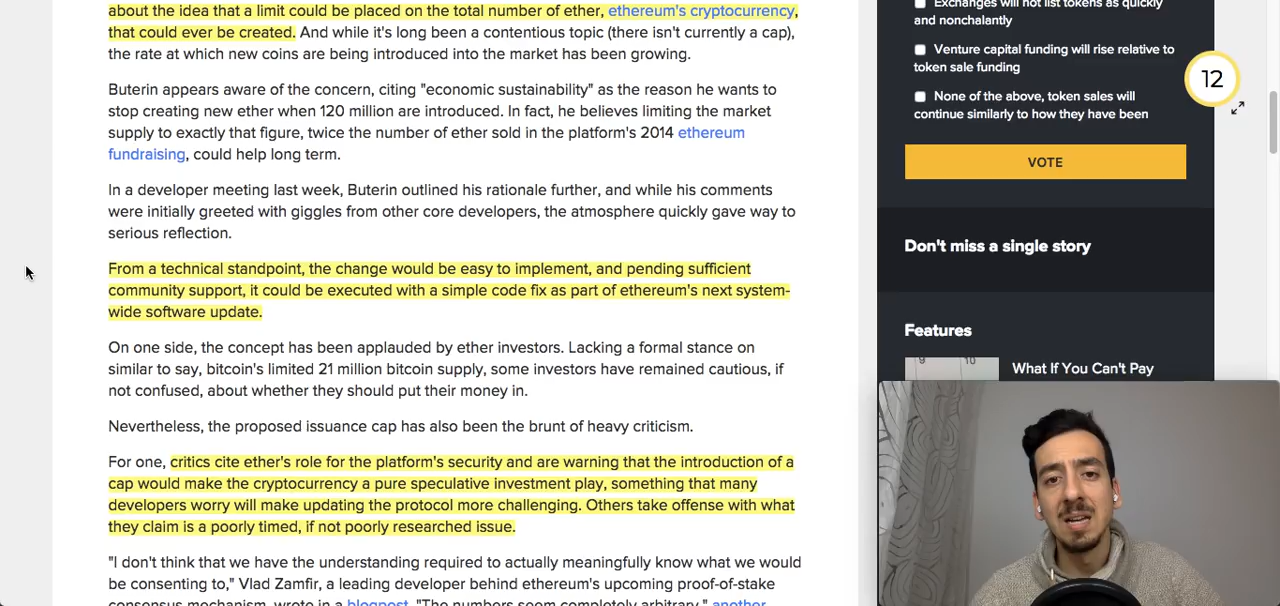 about the idea that a limit could be placed on the total number of ether, ethereum's cryptocurrency,
that could ever be created. And while it's long been a contentious topic (there isn't currently a cap),
the rate at which new coins are being introduced into the market has been growing.
Buterin appears aware of the concern, citing "economic sustainability" as the reason he wants to
stop creating new ether when 120 million are introduced. In fact, he believes limiting the market
supply to exactly that figure, twice the number of ether sold in the platform's 2014 ethereum
fundraising, could help long term.
In a developer meeting last week, Buterin outlined his rationale further, and while his comments
were initially greeted with giggles from other core developers, the atmosphere quickly gave way to
serious reflection.
From a technical standpoint, the change would be easy to implement, and pending sufficient
community support, it could be executed with a simple code fix as part of ethereum's next system-
wide software update.
On one side, the concept has been applauded by ether investors. Lacking a formal stance on
similar to say, bitcoin's limited 21 million bitcoin supply, some investors have remained cautious, if
not confused, about whether they should put their money in.
Nevertheless, the proposed issuance cap has also been the brunt of heavy criticism.
For one, critics cite ether's role for the platform's security and are warning that the introduction of a
cap would make the cryptocurrency a pure speculative investment play, something that many
developers worry will make updating the protocol more challenging. Others take offense with what
they claim is a poorly timed, if not poorly researched issue.
"I don't think that we have the understanding required to actually meaningfully know what we would
be consenting to," Vlad Zamfir, a leading developer behind ethereum's upcoming proof-of-stake
consensus mechanism, wrote in a blogpost. "The numbers seem completely arbitrary," another
Exchanges will not list tokens as quickly
and nonchalantly
Venture capital funding will rise relative to
token sale funding
None of the above, token sales will
continue similarly to how they have been
VOTE
12
Don't miss a single story
Features
9 10
What If You Can't Pay